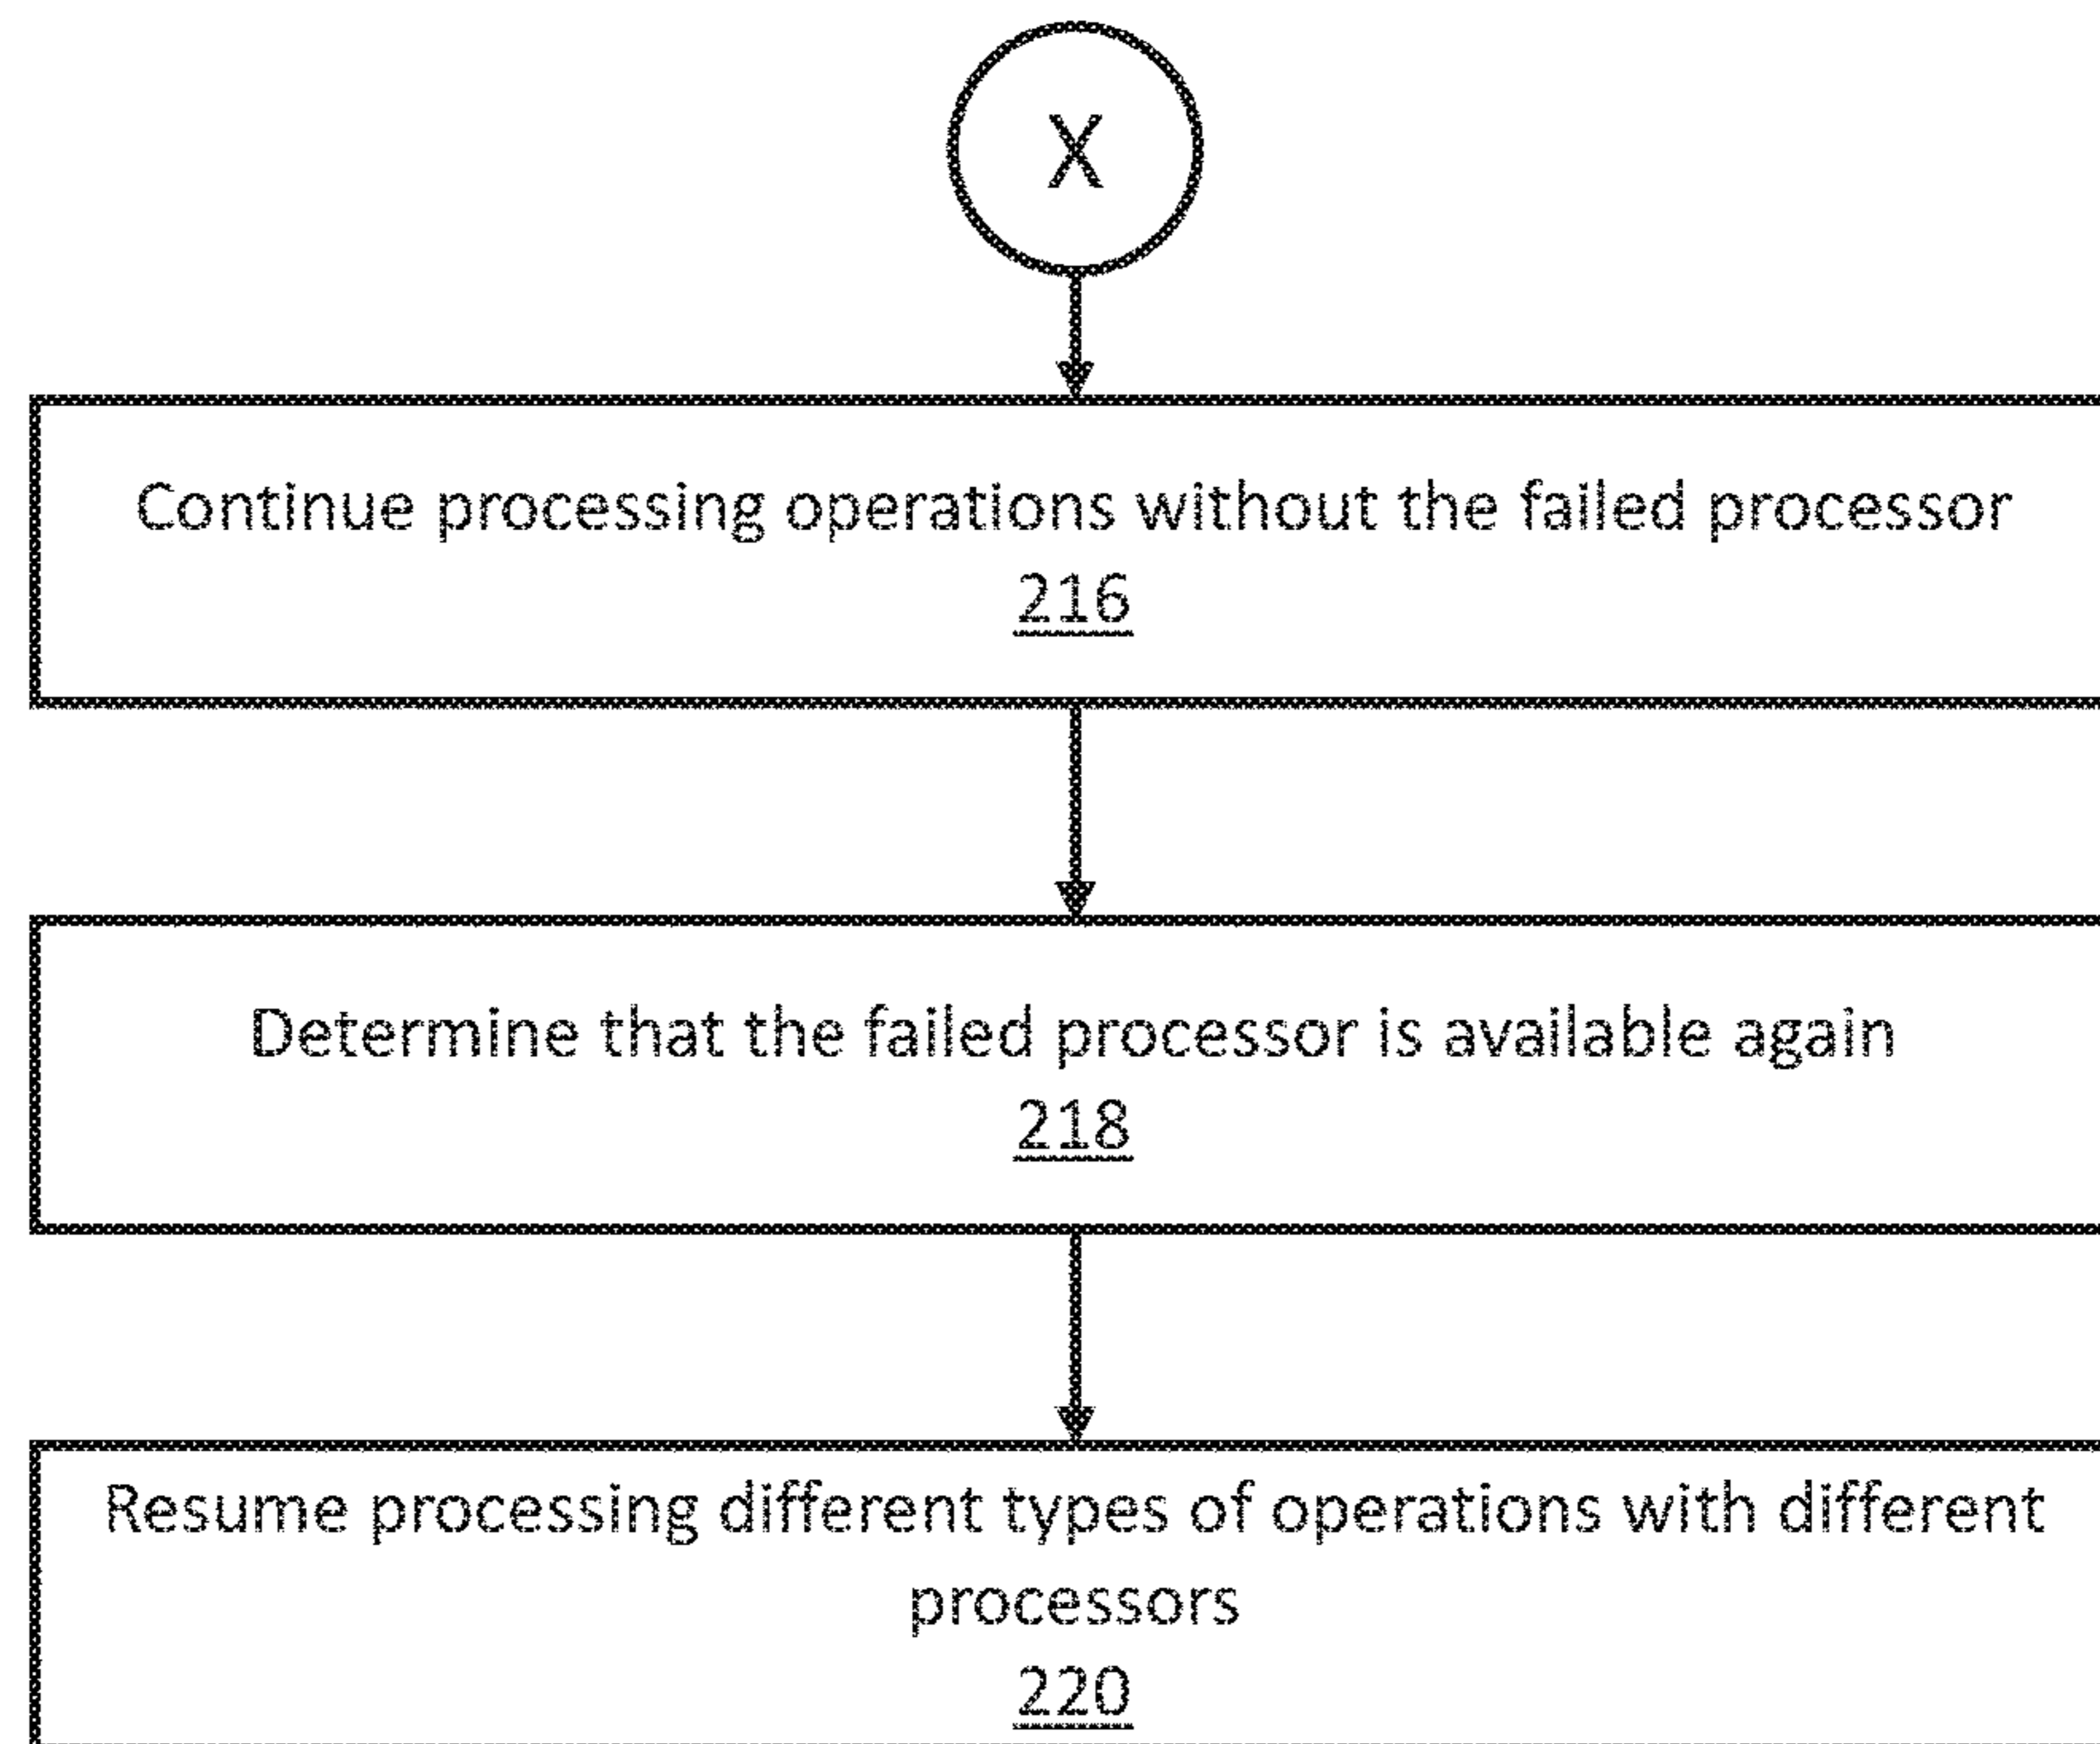 X
Continue processing operations without the failed processor
216
Determine that the failed processor is available again
218
Resume processing different types of operations with different
processors
220